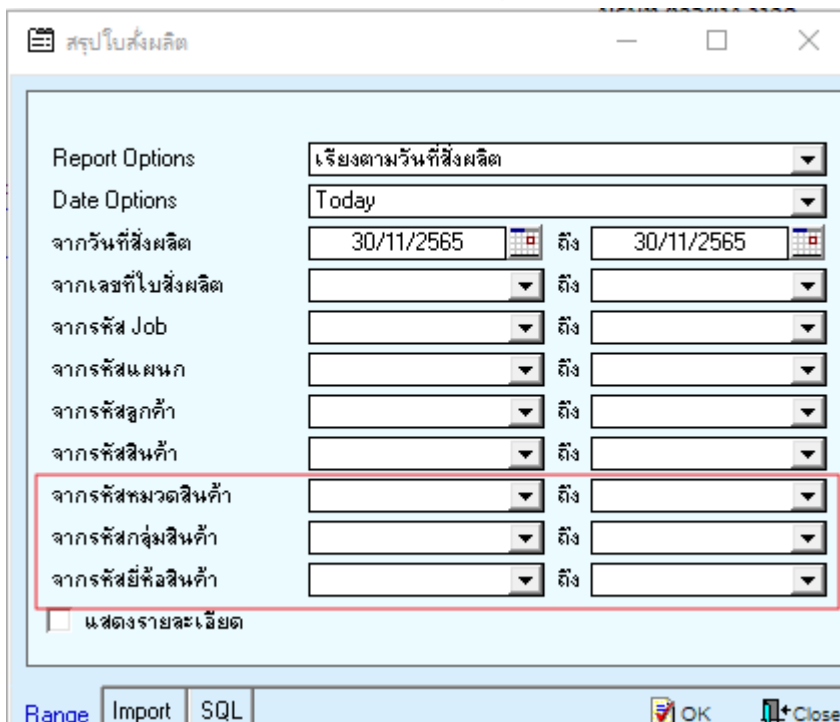 สรุปใบสั่งผลิต
Report Options เรียงตามวันที่สั่งผลิต
Date Options Today
จากวันที่สั่งผลิต 30/11/2565 ถึง 30/11/2565
จากเลขที่ใบสั่งผลิต ถึง
จากรหัส Job ถึง
จากรหัสแผนก ถึง
จากรหัสลูกค้า ถึง
จากรหัสสินค้า ถึง
จากรหัสหมวดสินค้า ถึง
จากรหัสกลุ่มสินค้า ถึง
จากรหัสยี่ห้อสินค้า ถึง
แสดงรายละเอียด
Range Import SQL OK Close